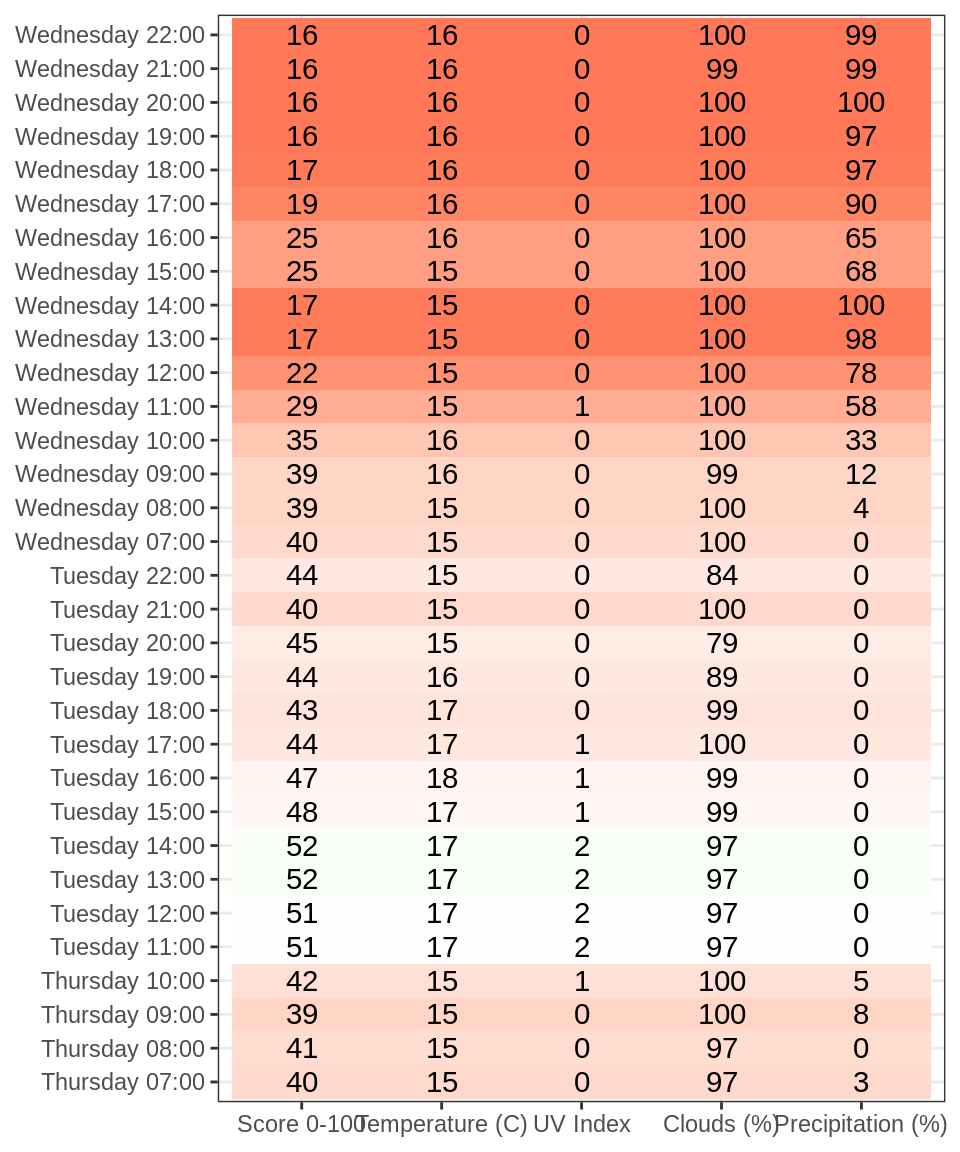 Wednesday 22:00 16 16 0 100 99
Wednesday 21:00 16 16 0 99 99
Wednesday 20:00 16 16 0 100 100
Wednesday 19:00 16 16 0 100 97
Wednesday 18:00 17 16 0 100 97
Wednesday 17:00 19 16 0 100 90
Wednesday 16:00 25 16 0 100 65
Wednesday 15:00 25 15 0 100 68
Wednesday 14:00 17 15 0 100 100
Wednesday 13:00 17 15 0 100 98
Wednesday 12:00 22 15 0 100 78
Wednesday 11:00 29 15 1 100 58
Wednesday 10:00 35 16 0 100 33
Wednesday 09:00 39 16 0 99 12
Wednesday 08:00 39 15 0 100 4
Wednesday 07:00 40 15 0 100 0
Tuesday 22:00 44 15 0 84 0
Tuesday 21:00 40 15 0 100 0
Tuesday 20:00 45 15 0 79 0
Tuesday 19:00 44 16 0 89 0
Tuesday 18:00 43 17 0 99 0
Tuesday 17:00 44 17 1 100 0
Tuesday 16:00 47 18 1 99 0
Tuesday 15:00 48 17 1 99 0
Tuesday 14:00 52 17 2 97 0
Tuesday 13:00 52 17 2 97 0
Tuesday 12:00 51 17 2 97 0
Tuesday 11:00 51 17 2 97 0
Thursday 10:00 42 15 1 100 5
Thursday 09:00 39 15 0 100 8
Thursday 08:00 41 15 0 97 0
Thursday 07:00 40 15 0 97 3
Score 0-100 Temperature (C) UV Index Clouds (%) Precipitation (%)